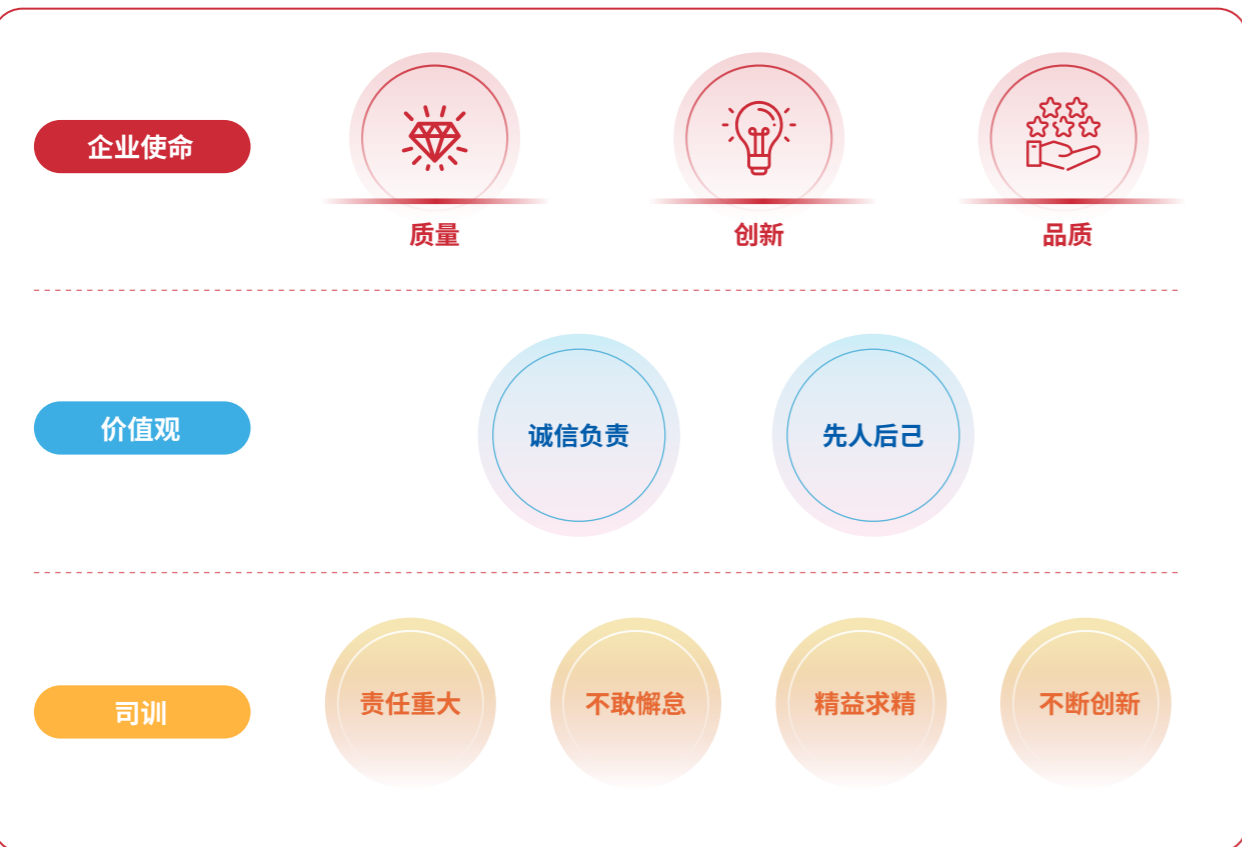 企业使命
质量
创新
品质
价值观
诚信负责
先人后己
司训
责任重大
不敢懈怠
精益求精
不断创新